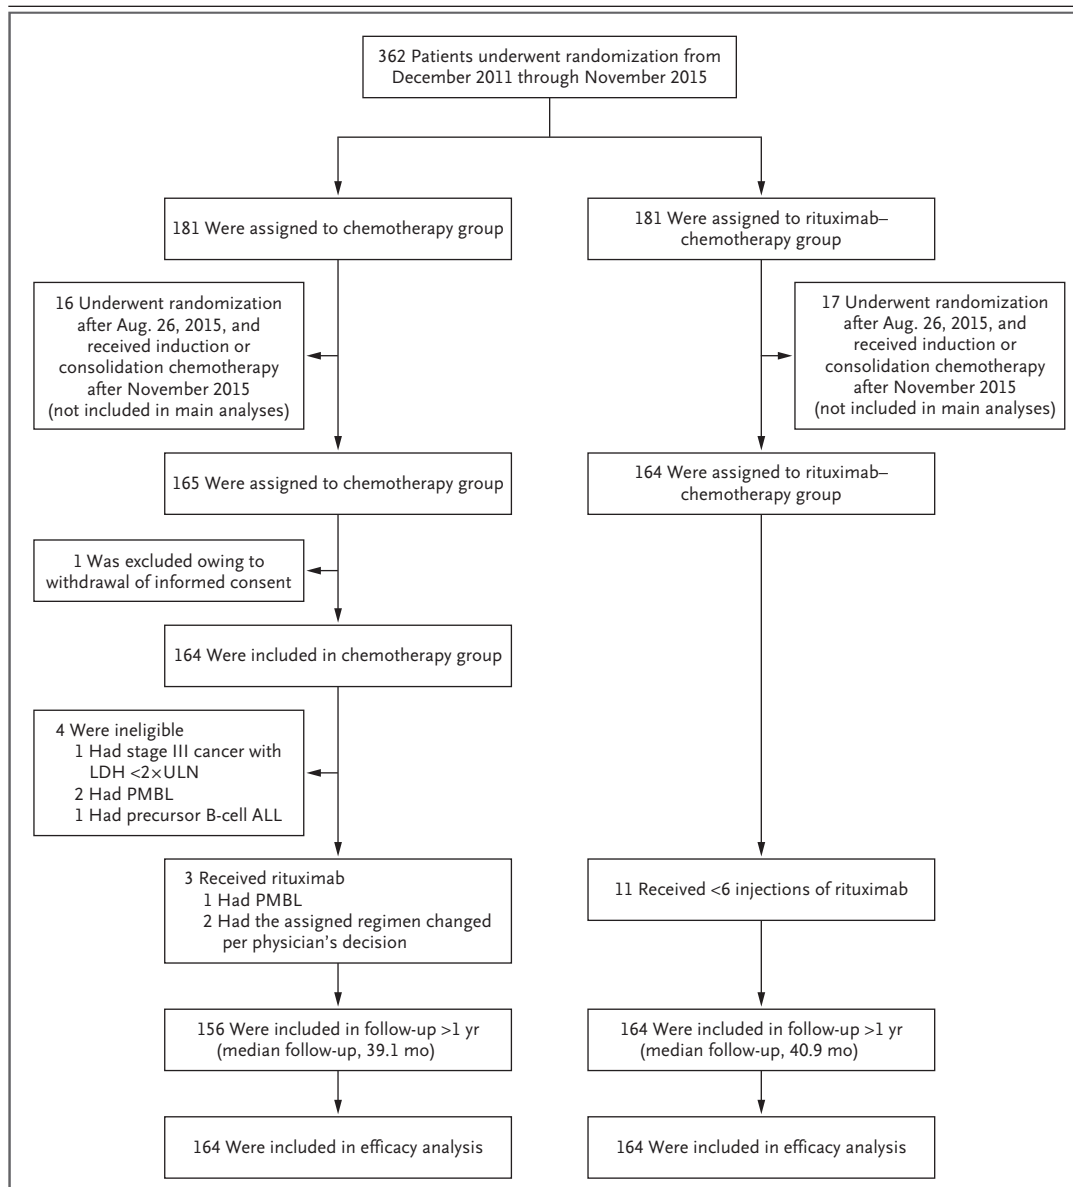 362 Patients underwent randomization from
December 2011 through November 2015
181 Were assigned to chemotherapy group
181 Were assigned to rituximab–
chemotherapy group
16 Underwent randomization
after Aug. 26, 2015, and
received induction or
consolidation chemotherapy
after November 2015
(not included in main analyses)
17 Underwent randomization
after Aug. 26, 2015, and
received induction or
consolidation chemotherapy
after November 2015
(not included in main analyses)
165 Were assigned to chemotherapy group
164 Were assigned to rituximab–
chemotherapy group
1 Was excluded owing to
withdrawal of informed consent
164 Were included in chemotherapy group
4 Were ineligible
1 Had stage III cancer with
LDH <2×ULN
2 Had PMBL
1 Had precursor B-cell ALL
3 Received rituximab
1 Had PMBL
2 Had the assigned regimen changed
per physician's decision
11 Received <6 injections of rituximab
156 Were included in follow-up >1 yr
(median follow-up, 39.1 mo)
164 Were included in follow-up >1 yr
(median follow-up, 40.9 mo)
164 Were included in efficacy analysis
164 Were included in efficacy analysis